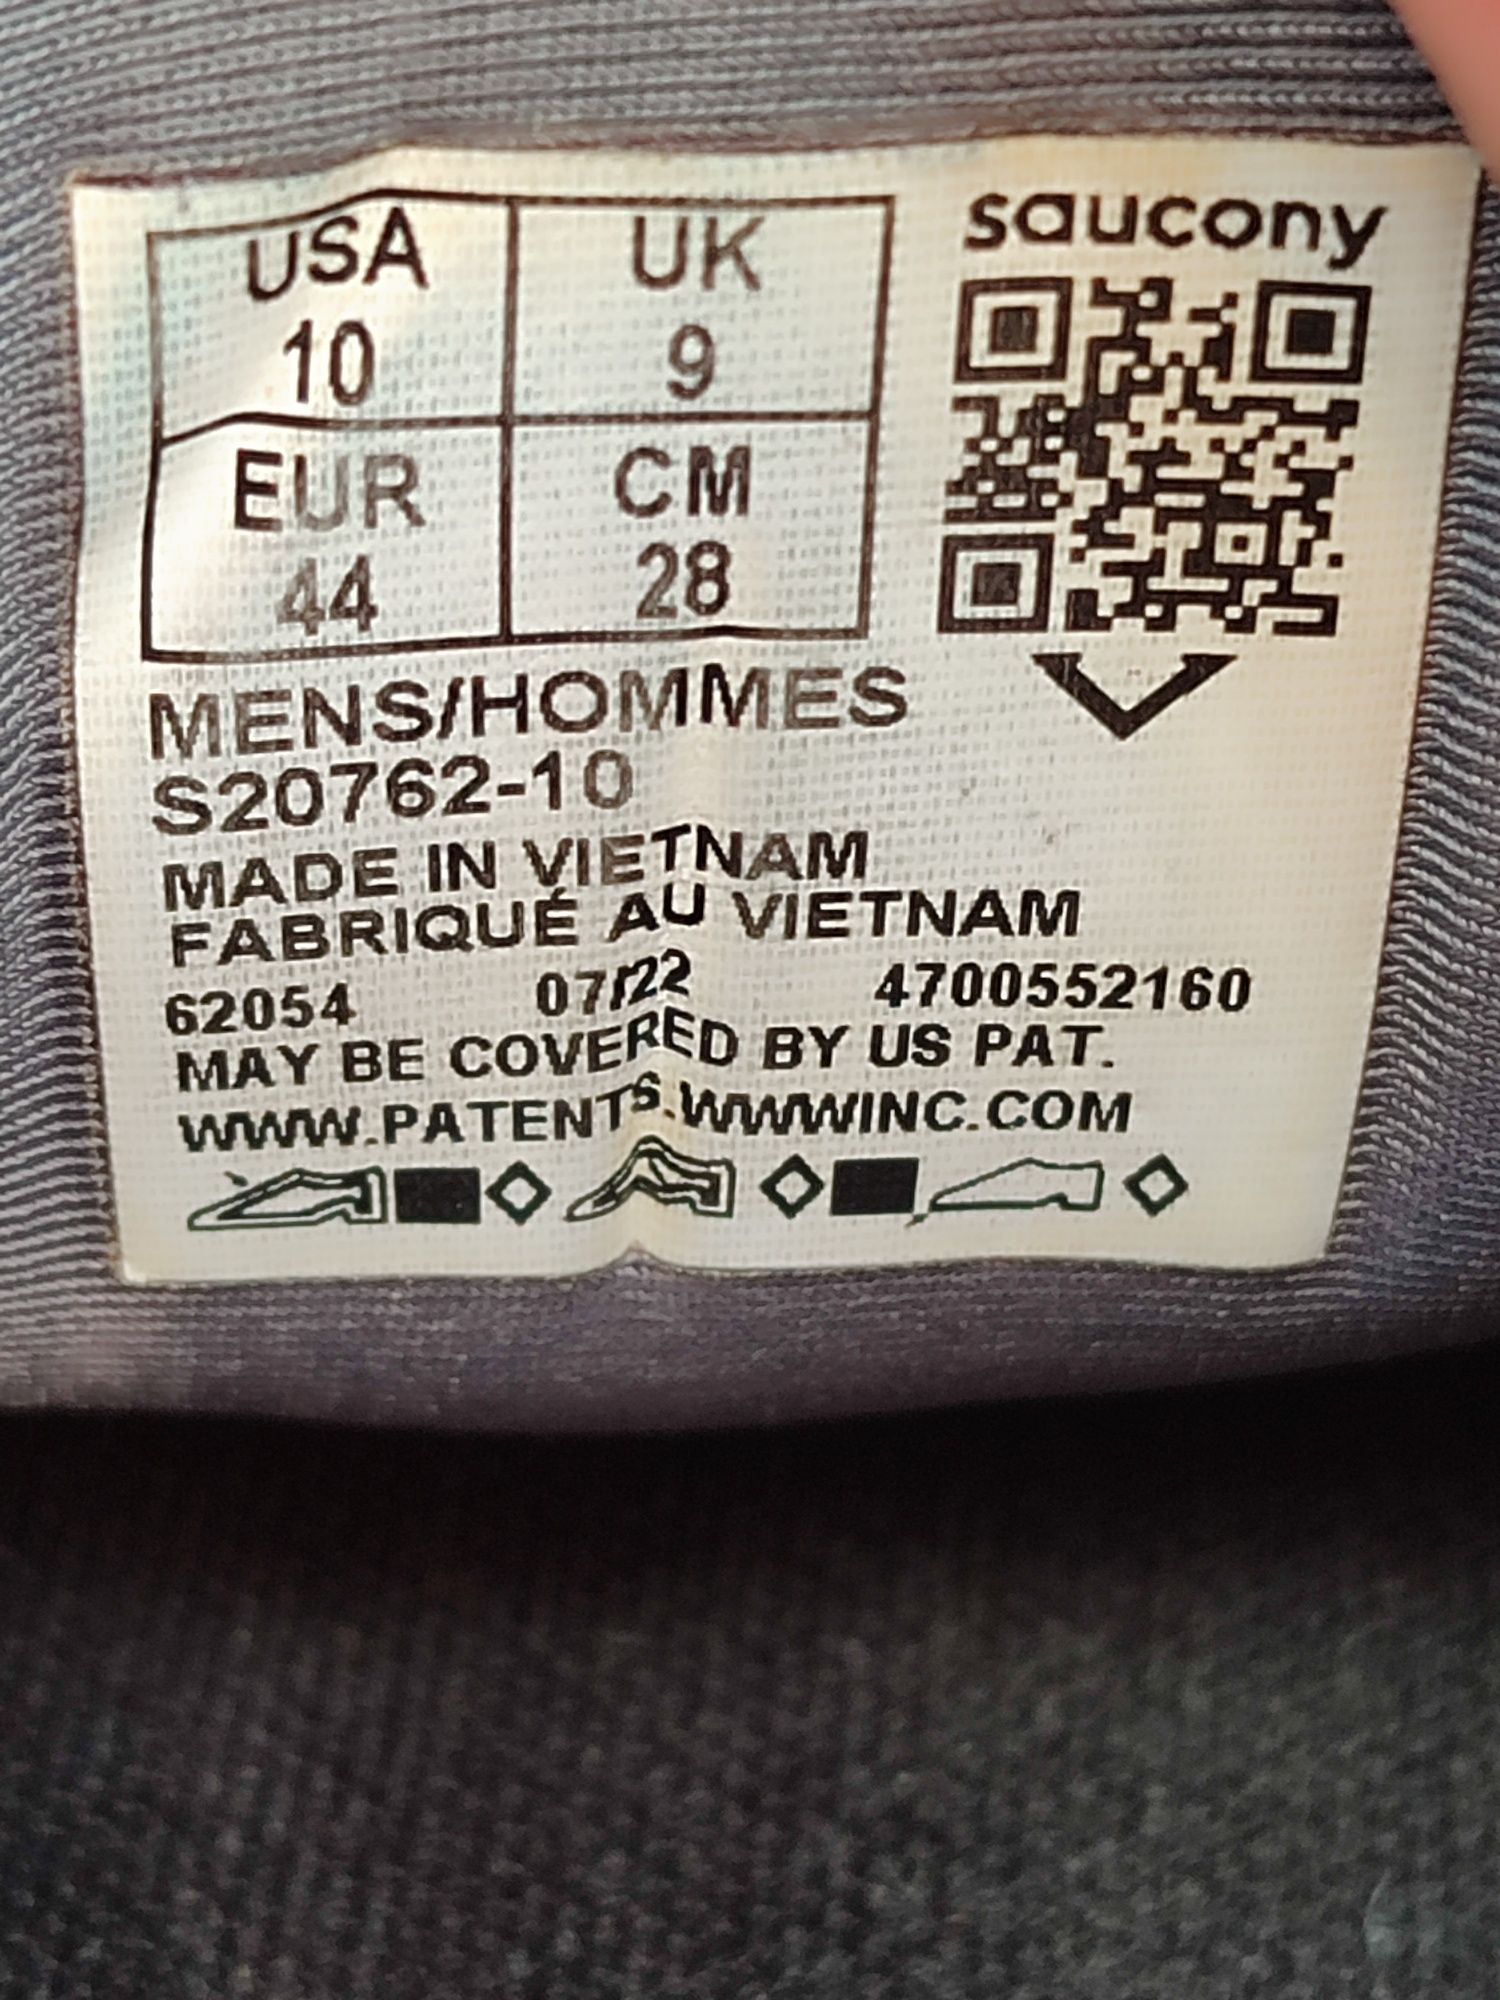 USA UK
10 9
EUR CM
44 28
saucony
MENS/HOMMES
S20762-10
MADE IN VIETNAM
FABRIQUÉ AU VIETNAM
62054 07/22 4700552160
MAY BE COVERED BY US PAT.
WWW.PATENTS.WWWINC.COM